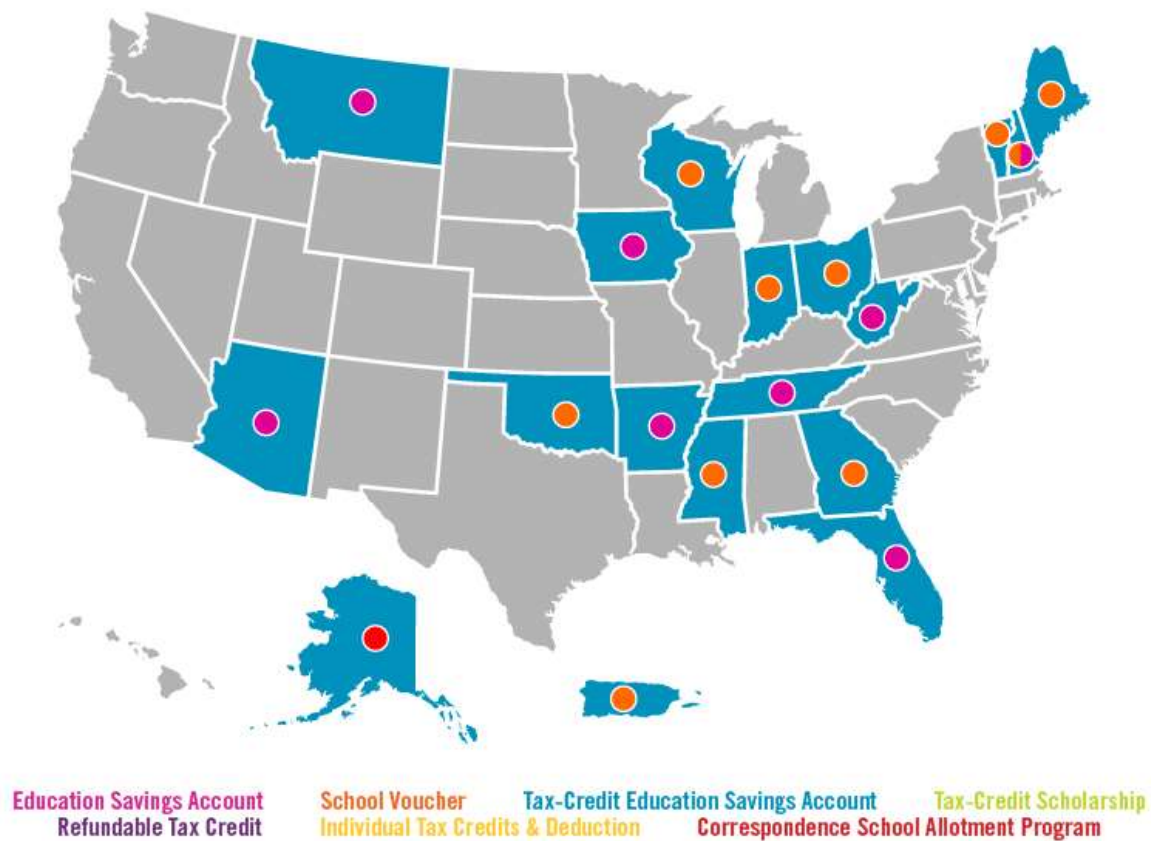 Education Savings Account School Voucher Tax-Credit Education Savings Account Tax-Credit Scholarship
Refundable Tax Credit Individual Tax Credits & Deduction Correspondence School Allotment Program